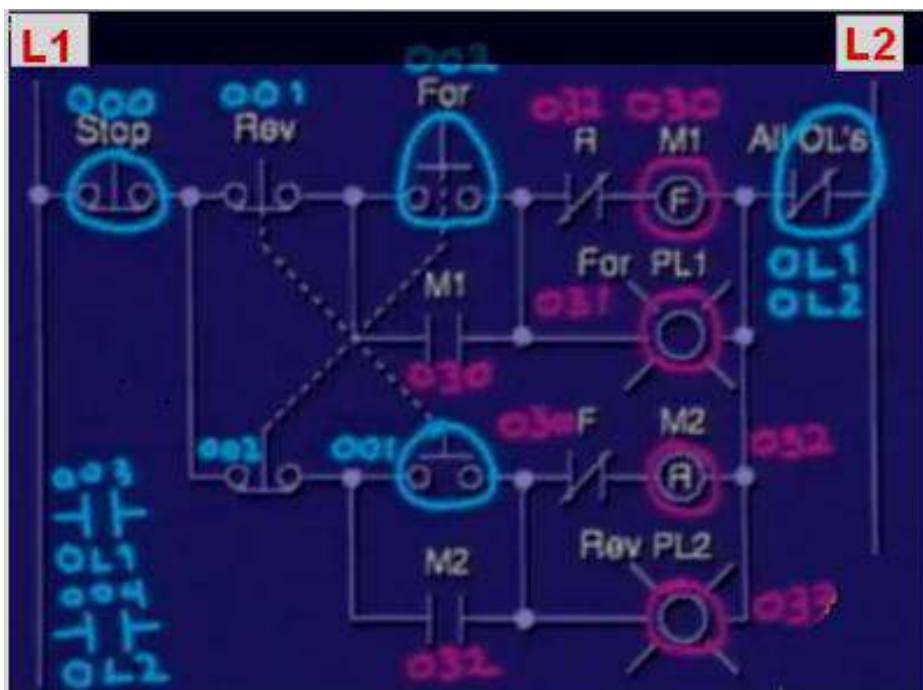 L1 L2
000 001 002
Stop Rev For 032 030
R M1 All OL's
F
For PL1 OL1
M1 031 OL2
030
030 F M2
002 001 032
003 R
OL1 M2 Rev PL2
004 033
OL2 032